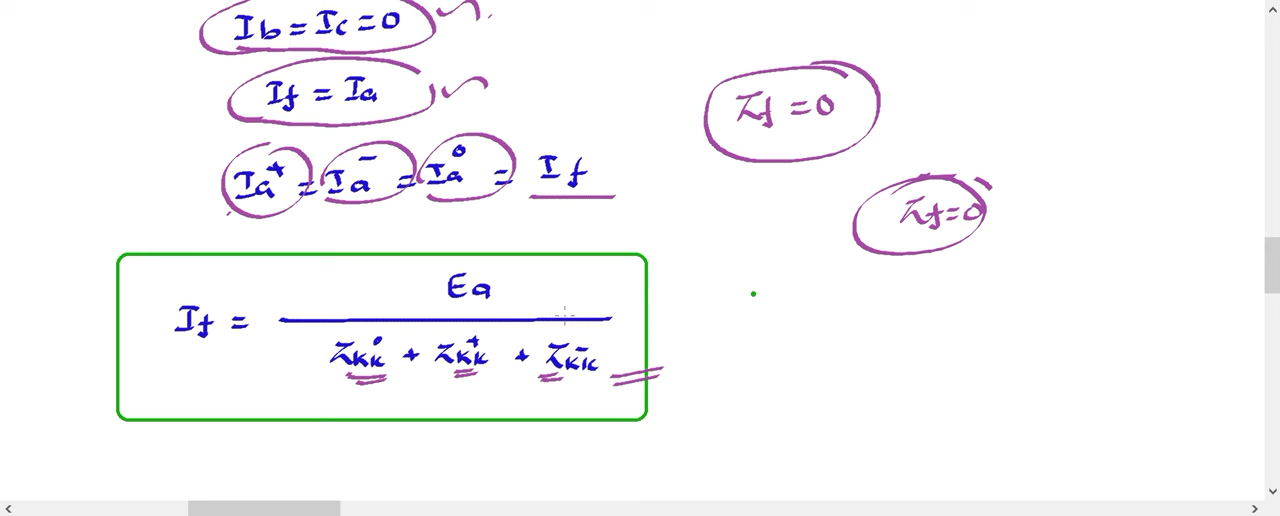 Ib = Ic = 0
If = Ia
Ia⁺ = Ia⁻ = Ia⁰ = If
Zf = 0
Zf = 0
If = Ea / (Zkk⁰ + Zkk⁺ + Zkk⁻)